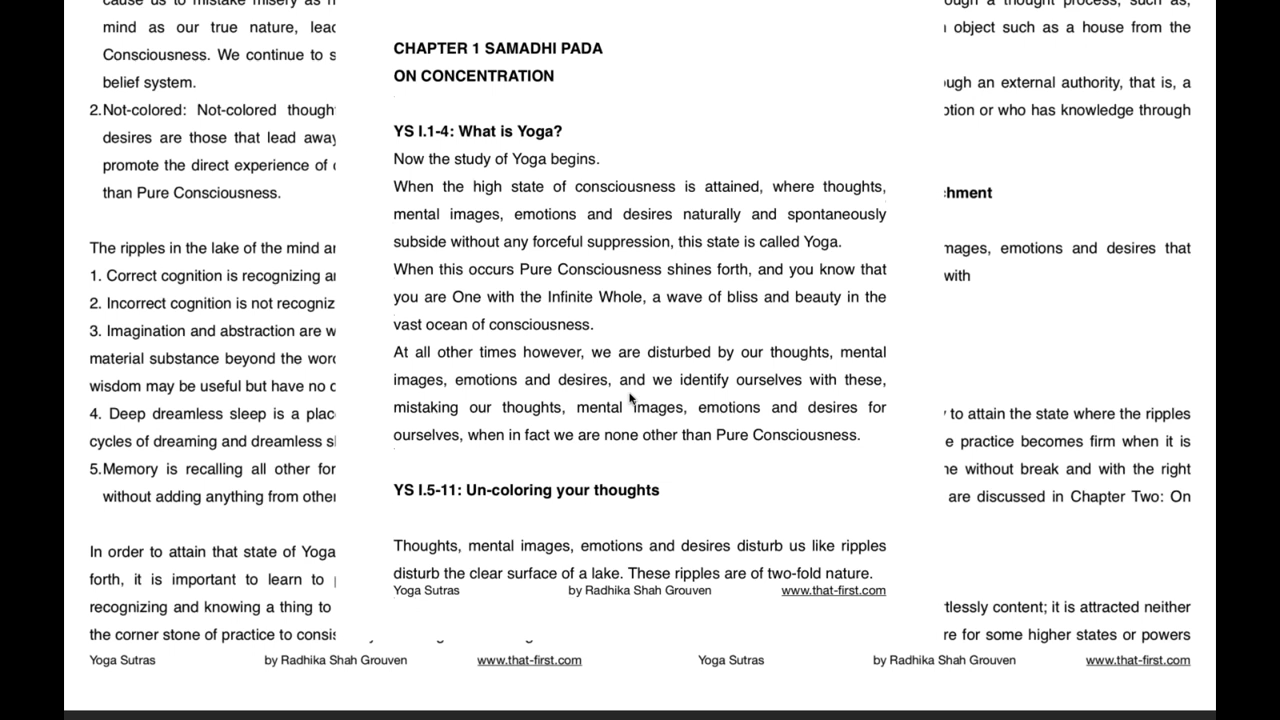 cause us to mistake misery as
mind as our true nature,
Consciousness. We continue to
belief system.
2.Not-colored: Not-colored
desires are those that lead away
promote the direct experience of
than Pure Consciousness.
The ripples in the lake of the mind
1. Correct cognition is recognizing
2. Incorrect cognition is not
3. Imagination and abstraction are
material substance beyond the
wisdom may be useful but have no
4. Deep dreamless sleep is a
cycles of dreaming and dreamless
5.Memory is recalling all other
without adding anything from
In order to attain that state of Yoga
forth, it is important to learn to
recognizing and knowing a thing to
the corner stone of practice to
Yoga Sutras by Radhika Shah Grouven www.that-first.com
CHAPTER 1 SAMADHI PADA
ON CONCENTRATION
YS I.1-4: What is Yoga?
Now the study of Yoga begins.
When the high state of consciousness is attained, where thoughts,
mental images, emotions and desires naturally and spontaneously
subside without any forceful suppression, this state is called Yoga.
When this occurs Pure Consciousness shines forth, and you know that
you are One with the Infinite Whole, a wave of bliss and beauty in the
vast ocean of consciousness.
At all other times however, we are disturbed by our thoughts, mental
images, emotions and desires, and we identify ourselves with these,
mistaking our thoughts, mental images, emotions and desires for
ourselves, when in fact we are none other than Pure Consciousness.
YS I.5-11: Un-coloring your thoughts
Thoughts, mental images, emotions and desires disturb us like ripples
disturb the clear surface of a lake. These ripples are of two-fold nature.
Yoga Sutras by Radhika Shah Grouven www.that-first.com
a thought process, such as,
object such as a house from the
an external authority, that is, a
or who has knowledge through
emotions and desires that
with
to attain the state where the ripples
practice becomes firm when it is
without break and with the right
are discussed in Chapter Two: On
content; it is attracted neither
for some higher states or powers
Yoga Sutras by Radhika Shah Grouven www.that-first.com